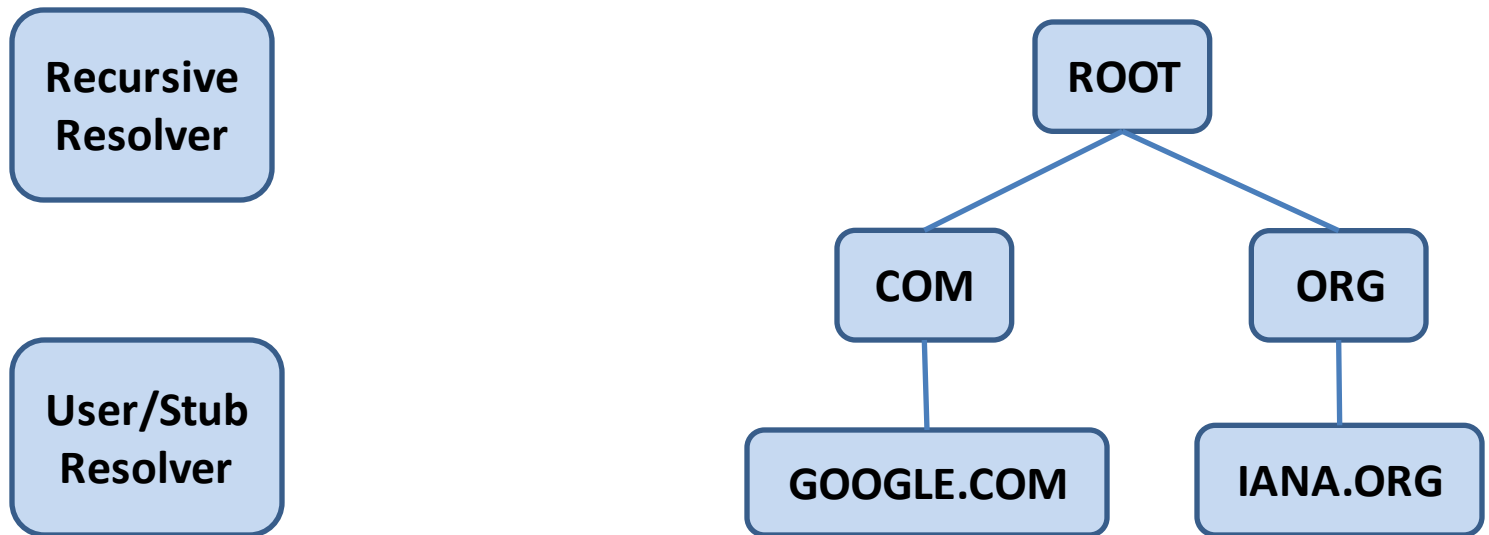 Recursive
Resolver
ROOT
COM
ORG
User/Stub
Resolver
GOOGLE.COM
IANA.ORG